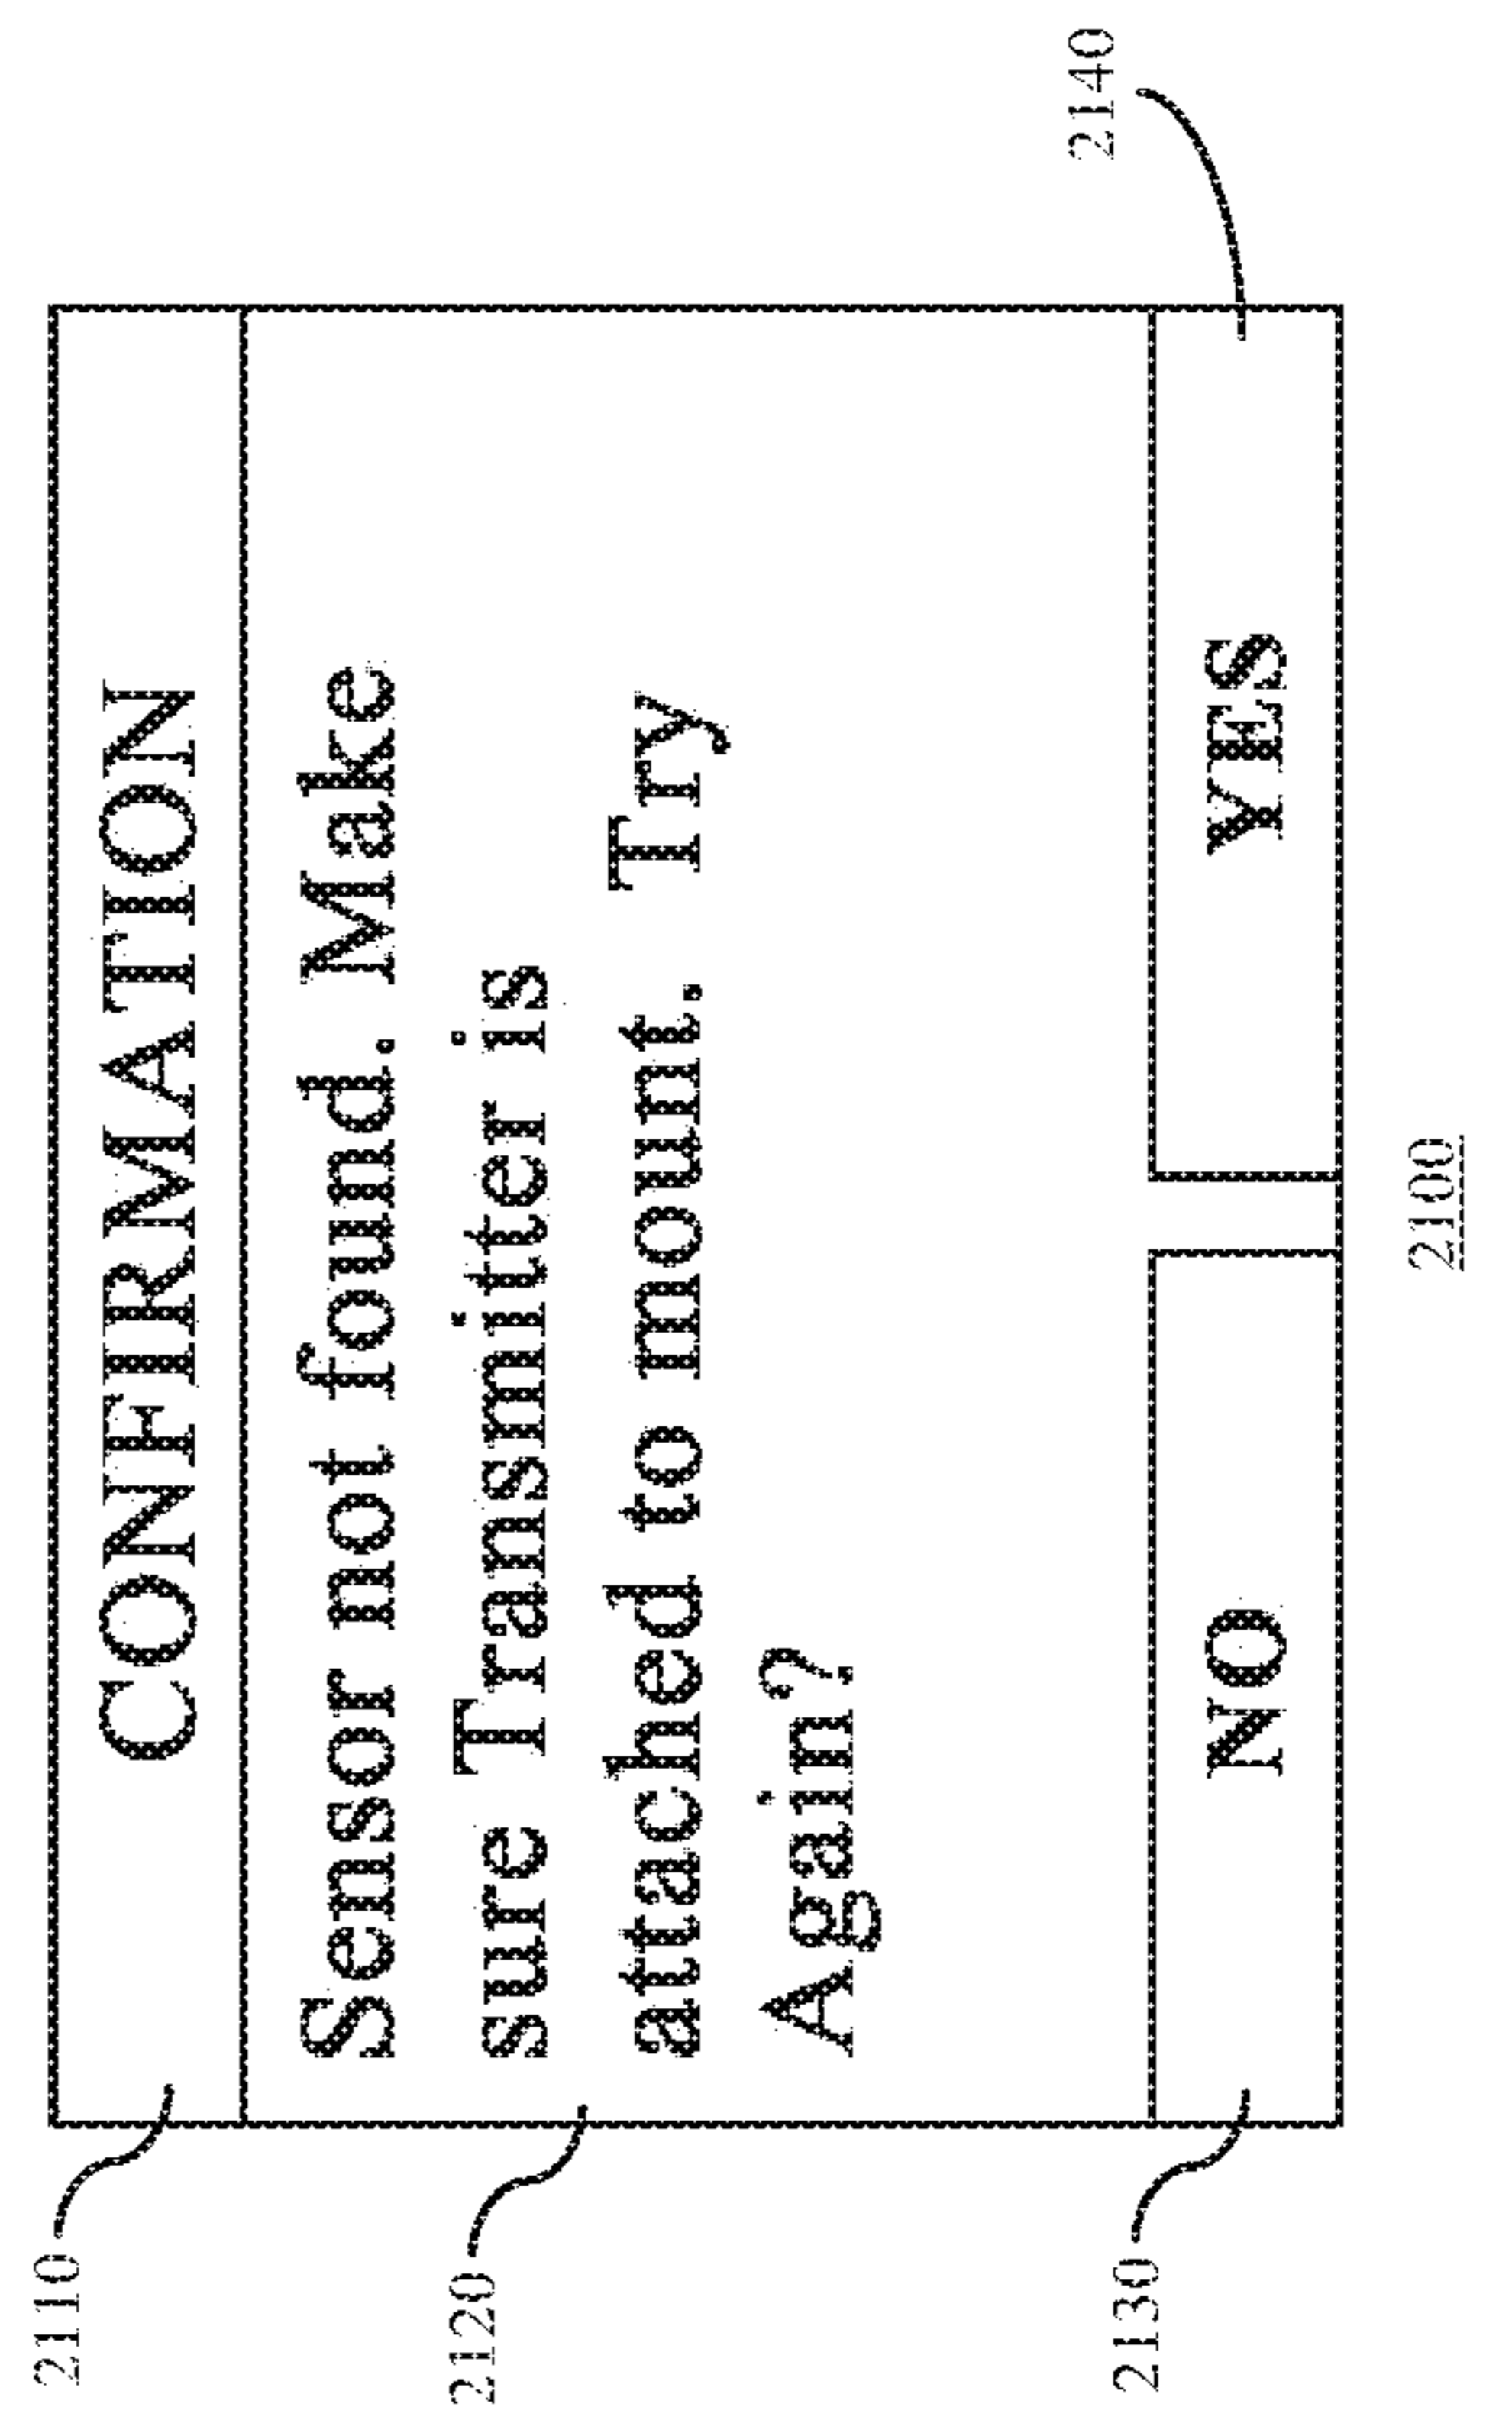 2110
CONFIRMATION
2120
Sensor not found. Make
sure Transmitter is
attached to mount. Try
Again?
2130
NO
YES
2140
2100